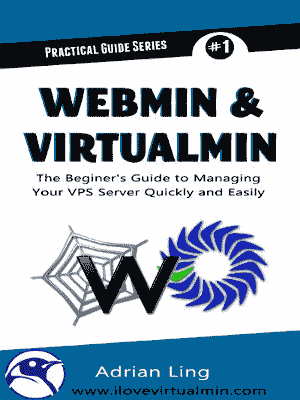 PRACTICAL GUIDE SERIES #1
WEBMIN &
VIRTUALMIN
The Beginer's Guide to Managing
Your VPS Server Quickly and Easily
W
Adrian Ling
www.ilovevirtualmin.com